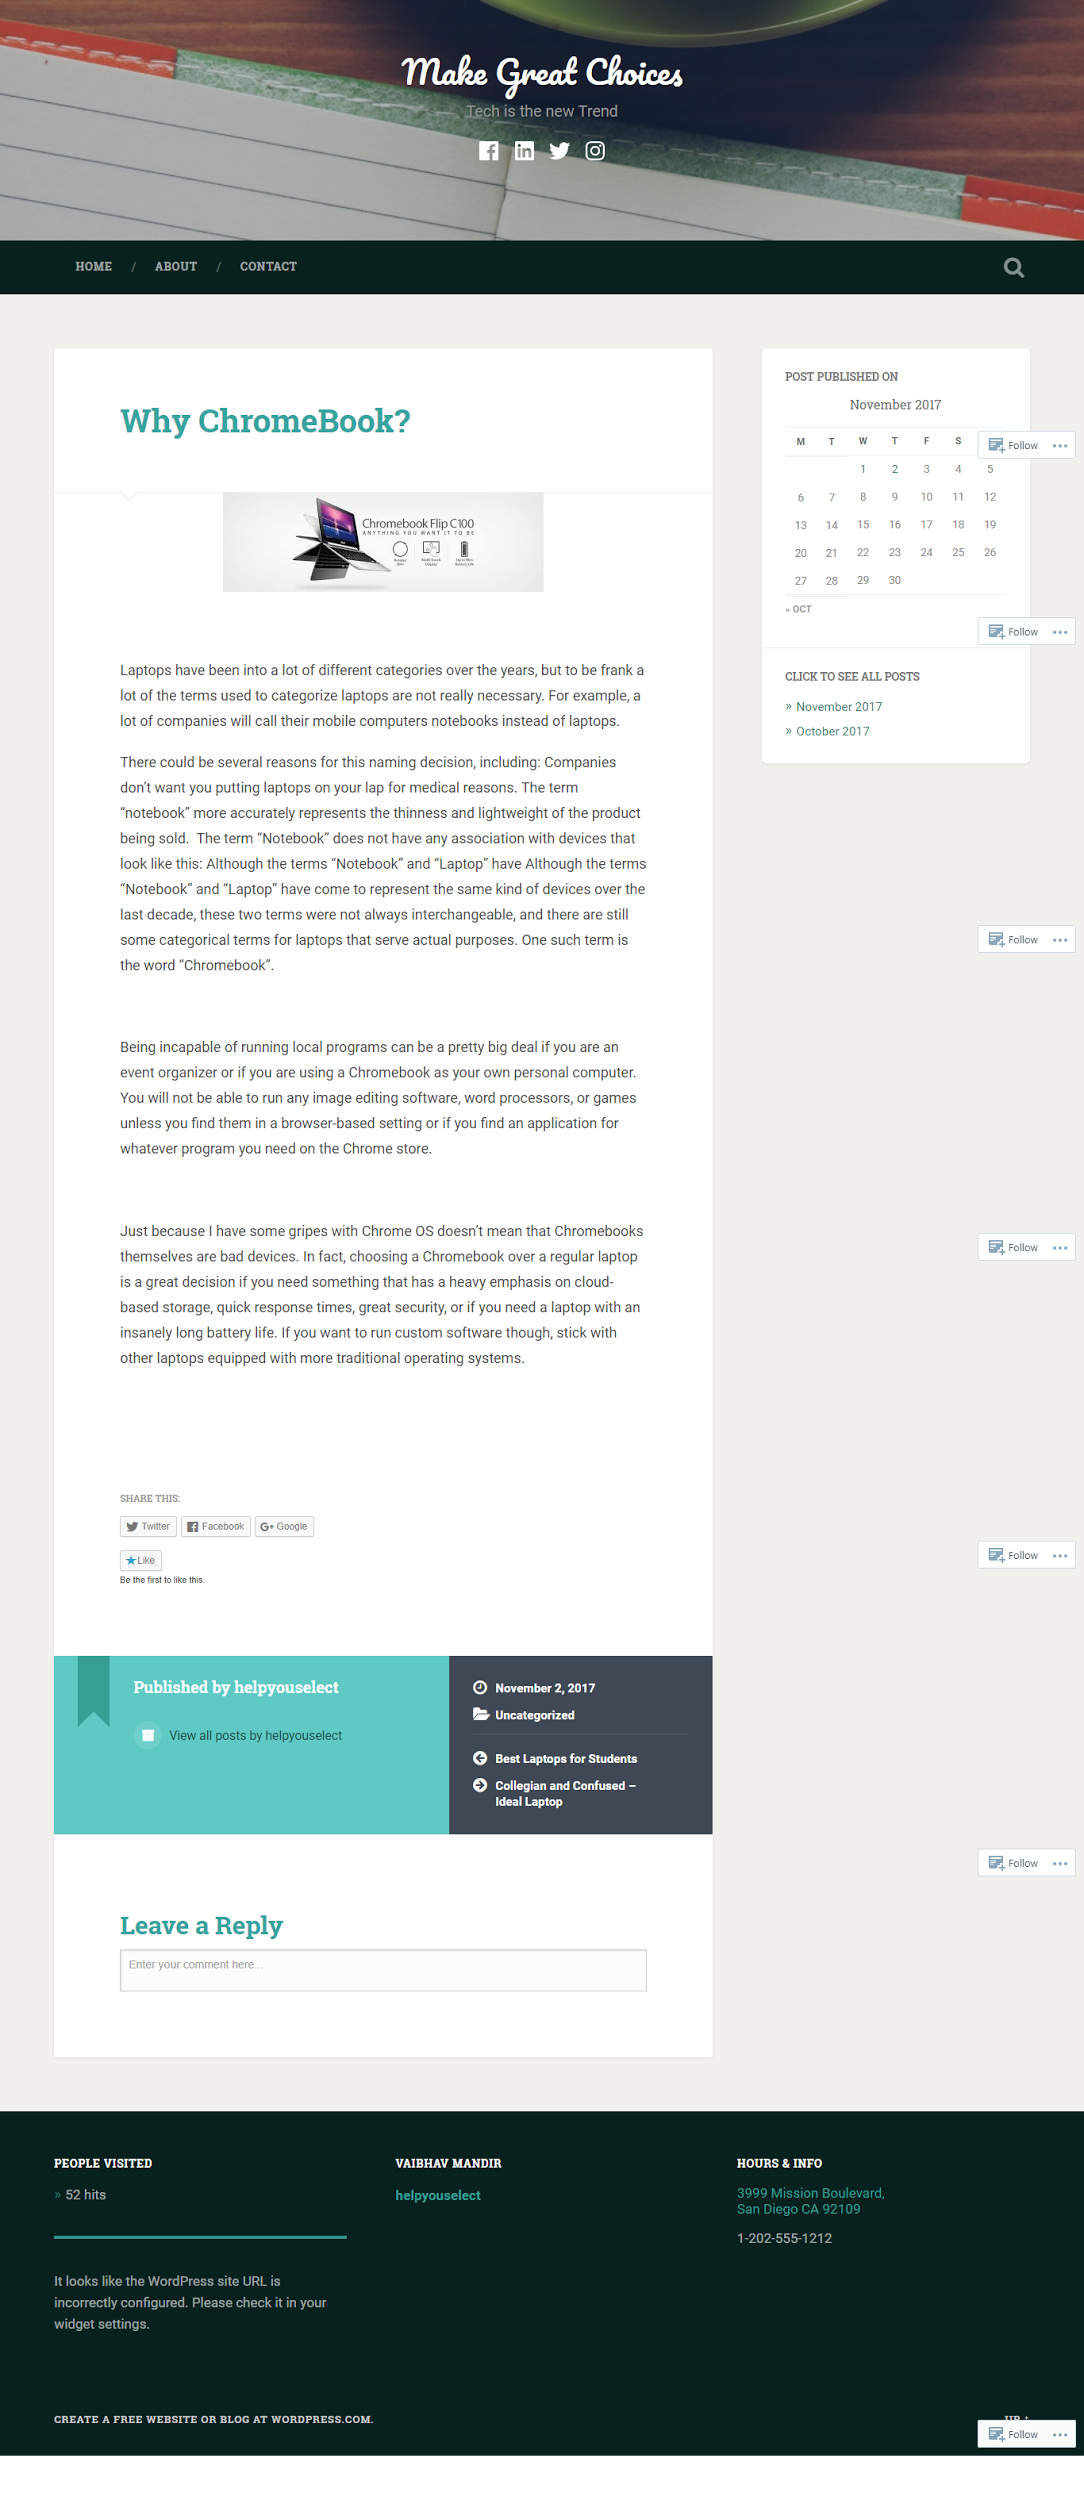 Make Great Choices
Tech is the new Trend
HOME / ABOUT / CONTACT
Why ChromeBook?
Chromebook Flip C100
ANYTHING YOU WANT IT TO BE
Laptops have been into a lot of different categories over the years, but to be frank a
lot of the terms used to categorize laptops are not really necessary. For example, a
lot of companies will call their mobile computers notebooks instead of laptops.
There could be several reasons for this naming decision, including: Companies
don’t want you putting laptops on your lap for medical reasons. The term
“notebook” more accurately represents the thinness and lightweight of the product
being sold.  The term “Notebook” does not have any association with devices that
look like this: Although the terms “Notebook” and “Laptop” have Although the terms
“Notebook” and “Laptop” have come to represent the same kind of devices over the
last decade, these two terms were not always interchangeable, and there are still
some categorical terms for laptops that serve actual purposes. One such term is
the word “Chromebook”.
Being incapable of running local programs can be a pretty big deal if you are an
event organizer or if you are using a Chromebook as your own personal computer.
You will not be able to run any image editing software, word processors, or games
unless you find them in a browser-based setting or if you find an application for
whatever program you need on the Chrome store.
Just because I have some gripes with Chrome OS doesn’t mean that Chromebooks
themselves are bad devices. In fact, choosing a Chromebook over a regular laptop
is a great decision if you need something that has a heavy emphasis on cloud-
based storage, quick response times, great security, or if you need a laptop with an
insanely long battery life. If you want to run custom software though, stick with
other laptops equipped with more traditional operating systems.
SHARE THIS:
Twitter Facebook Google
Like
Be the first to like this.
Published by helpyouselect
View all posts by helpyouselect
November 2, 2017
Uncategorized
Best Laptops for Students
Collegian and Confused –
Ideal Laptop
Leave a Reply
Enter your comment here...
POST PUBLISHED ON
November 2017
M T W T F S
1 2 3 4 5
6 7 8 9 10 11 12
13 14 15 16 17 18 19
20 21 22 23 24 25 26
27 28 29 30
« OCT
CLICK TO SEE ALL POSTS
» November 2017
» October 2017
Follow
Follow
Follow
Follow
Follow
Follow
PEOPLE VISITED
» 52 hits
It looks like the WordPress site URL is
incorrectly configured. Please check it in your
widget settings.
VAIBHAV MANDIR
helpyouselect
HOURS & INFO
3999 Mission Boulevard,
San Diego CA 92109
1-202-555-1212
CREATE A FREE WEBSITE OR BLOG AT WORDPRESS.COM.
Follow